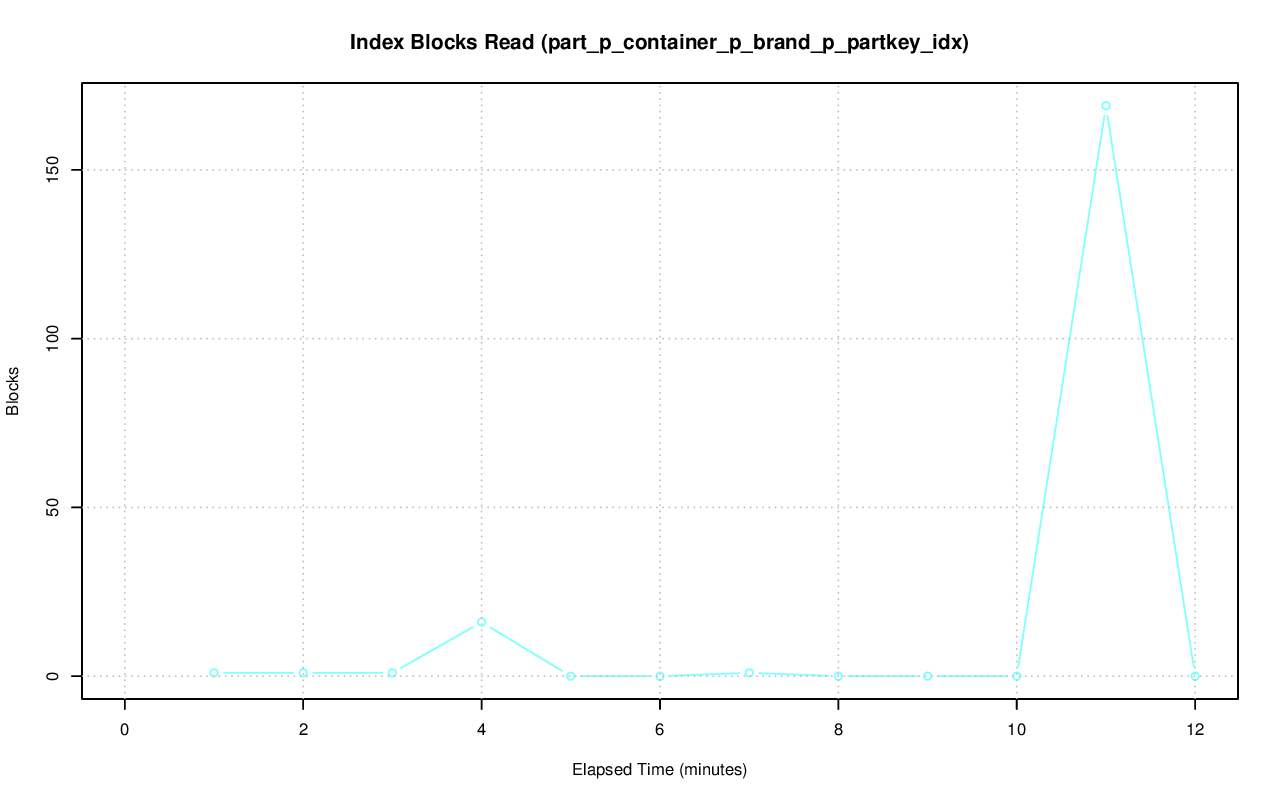 Index Blocks Read (part_p_container_p_brand_p_partkey_idx)
150
100
50
0
Blocks
0 2 4 6 8 10 12
Elapsed Time (minutes)